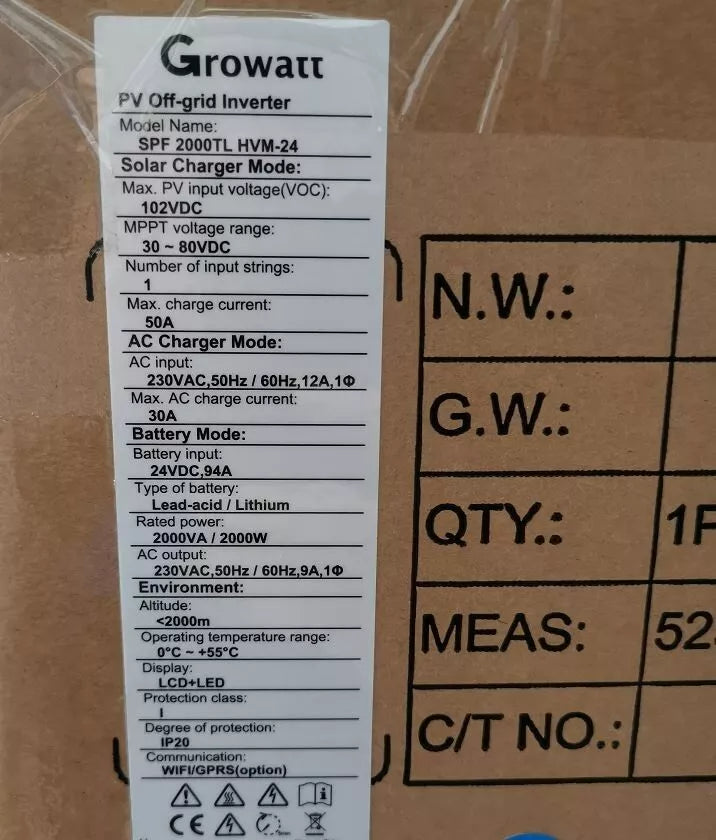 Growatt
PV Off-grid Inverter
Model Name:
SPF 2000TL HVM-24
Solar Charger Mode:
Max. PV input voltage(VOC):
102VDC
MPPT voltage range:
30 ~ 80VDC
Number of input strings:
1
Max. charge current:
50A
AC Charger Mode:
AC input:
230VAC,50Hz / 60Hz,12A,1Φ
Max. AC charge current:
30A
Battery Mode:
Battery input:
24VDC,94A
Type of battery:
Lead-acid / Lithium
Rated power:
2000VA / 2000W
AC output:
230VAC,50Hz / 60Hz,9A,1Φ
Environment:
Altitude:
<2000m
Operating temperature range:
0°C ~ +55°C
Display:
LCD+LED
Protection class:
I
Degree of protection:
IP20
Communication:
WIFI/GPRS(option)
CE
N.W.:
G.W.:
QTY.: 1P
MEAS: 52
C/T NO.: